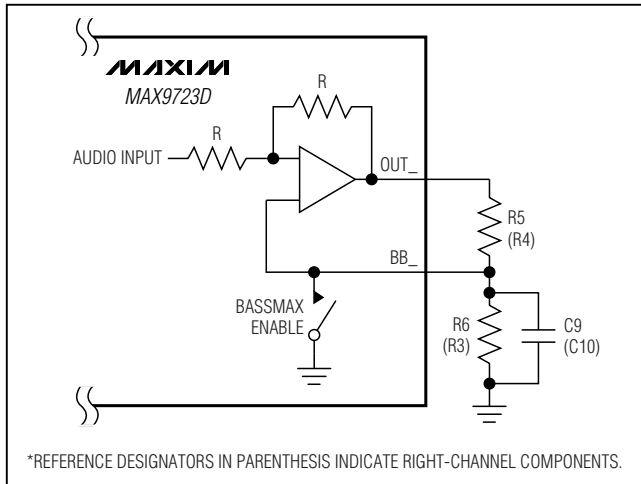 MAXIM
MAX9723D
R
R
AUDIO INPUT
OUT_
R5
(R4)
BB_
BASSMAX
ENABLE
R6
(R3)
C9
(C10)
*REFERENCE DESIGNATORS IN PARENTHESIS INDICATE RIGHT-CHANNEL COMPONENTS.